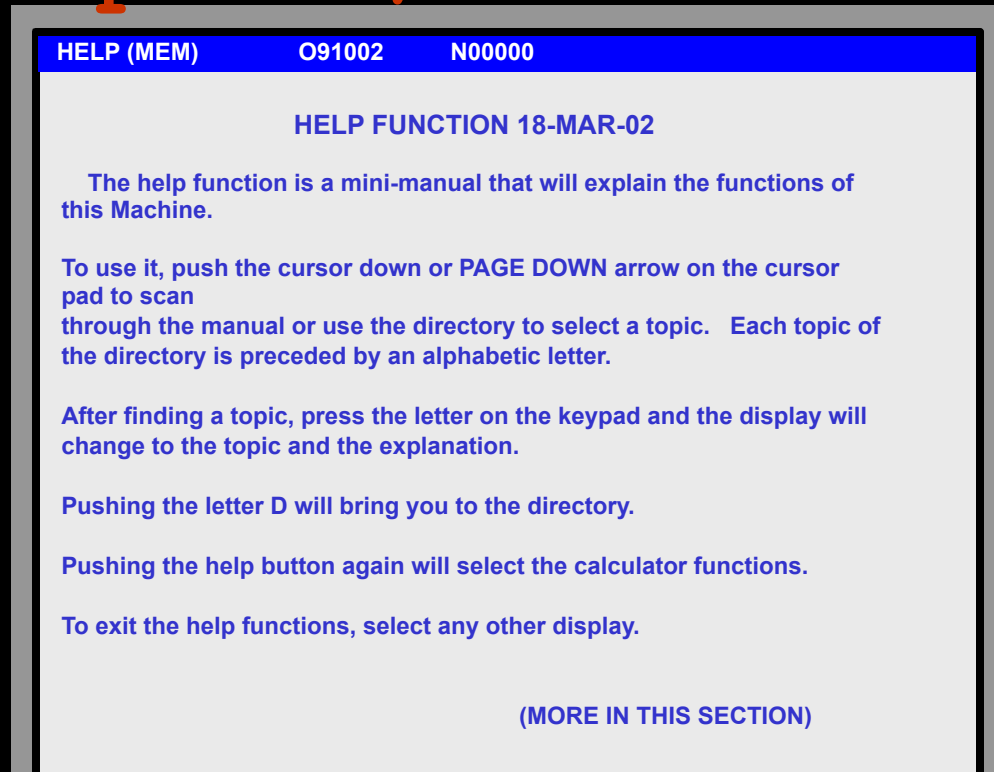 HELP (MEM) O91002 N00000
HELP FUNCTION 18-MAR-02
The help function is a mini-manual that will explain the functions of
this Machine.
To use it, push the cursor down or PAGE DOWN arrow on the cursor
pad to scan
through the manual or use the directory to select a topic. Each topic of
the directory is preceded by an alphabetic letter.
After finding a topic, press the letter on the keypad and the display will
change to the topic and the explanation.
Pushing the letter D will bring you to the directory.
Pushing the help button again will select the calculator functions.
To exit the help functions, select any other display.
(MORE IN THIS SECTION)